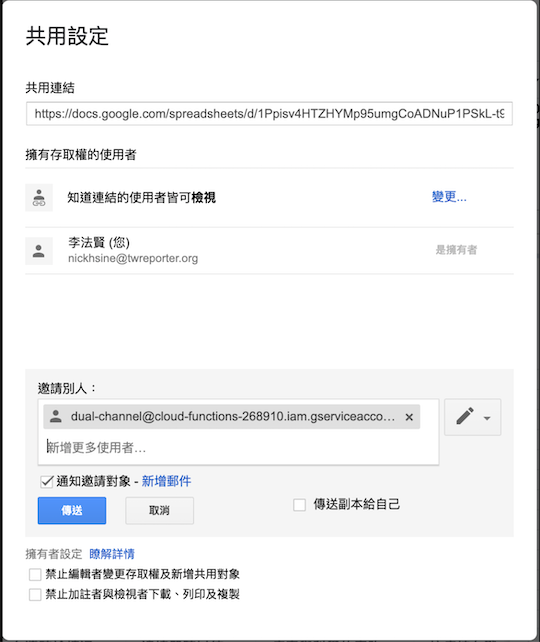 共用設定
共用連結
https://docs.google.com/spreadsheets/d/1Ppisv4HTZHYMp95umgCoADNuP1PSkL-t9
擁有存取權的使用者
知道連結的使用者皆可檢視 變更...
李法賢 (您)
是擁有者
nickhsine@twreporter.org
邀請別人：
dual-channel@cloud-functions-268910.iam.gserviceacco...
新增更多使用者...
通知邀請對象 - 新增郵件
傳送 取消 傳送副本給自己
擁有者設定 瞭解詳情
禁止編輯者變更存取權及新增共用對象
禁止加註者與檢視者下載、列印及複製